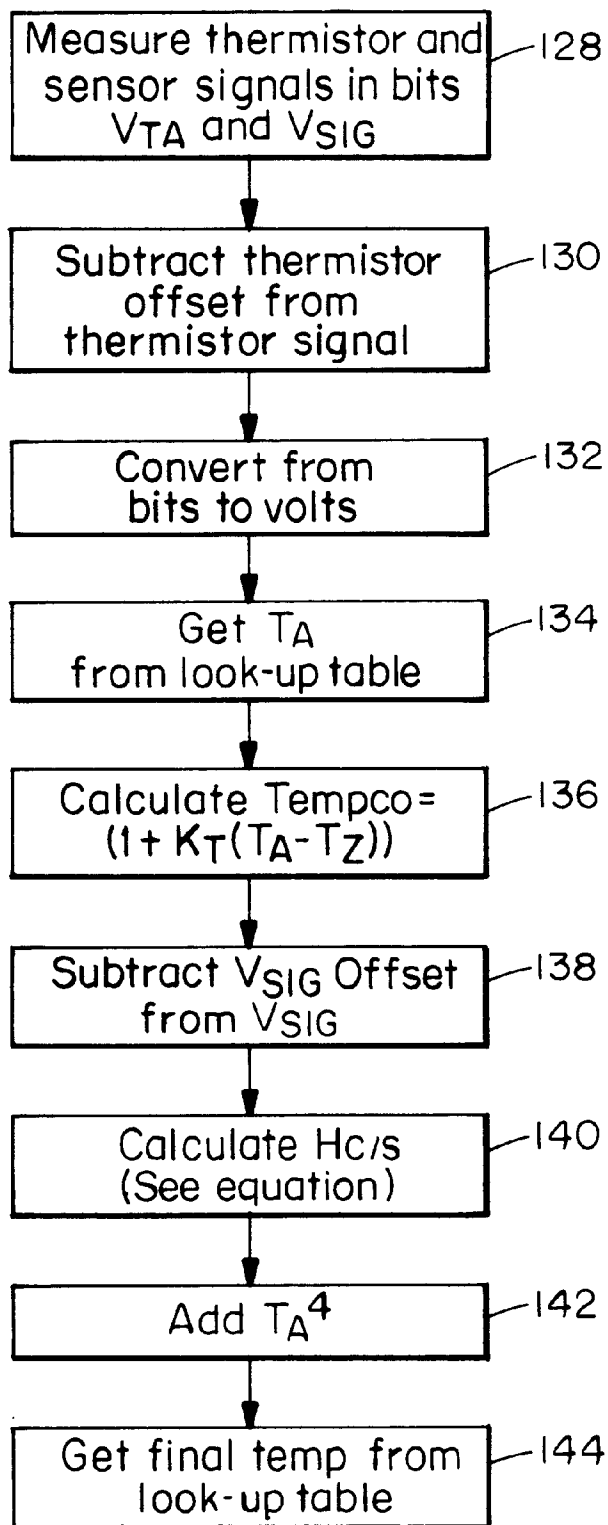 Measure thermistor and
sensor signals in bits
VTA and VSIG
128
Subtract thermistor
offset from
thermistor signal
130
Convert from
bits to volts
132
Get TA
from look-up table
134
Calculate Tempco=
(1+KT(TA-TZ))
136
Subtract VSIG Offset
from VSIG
138
Calculate Hc/s
(See equation)
140
Add TA4
142
Get final temp from
look-up table
144